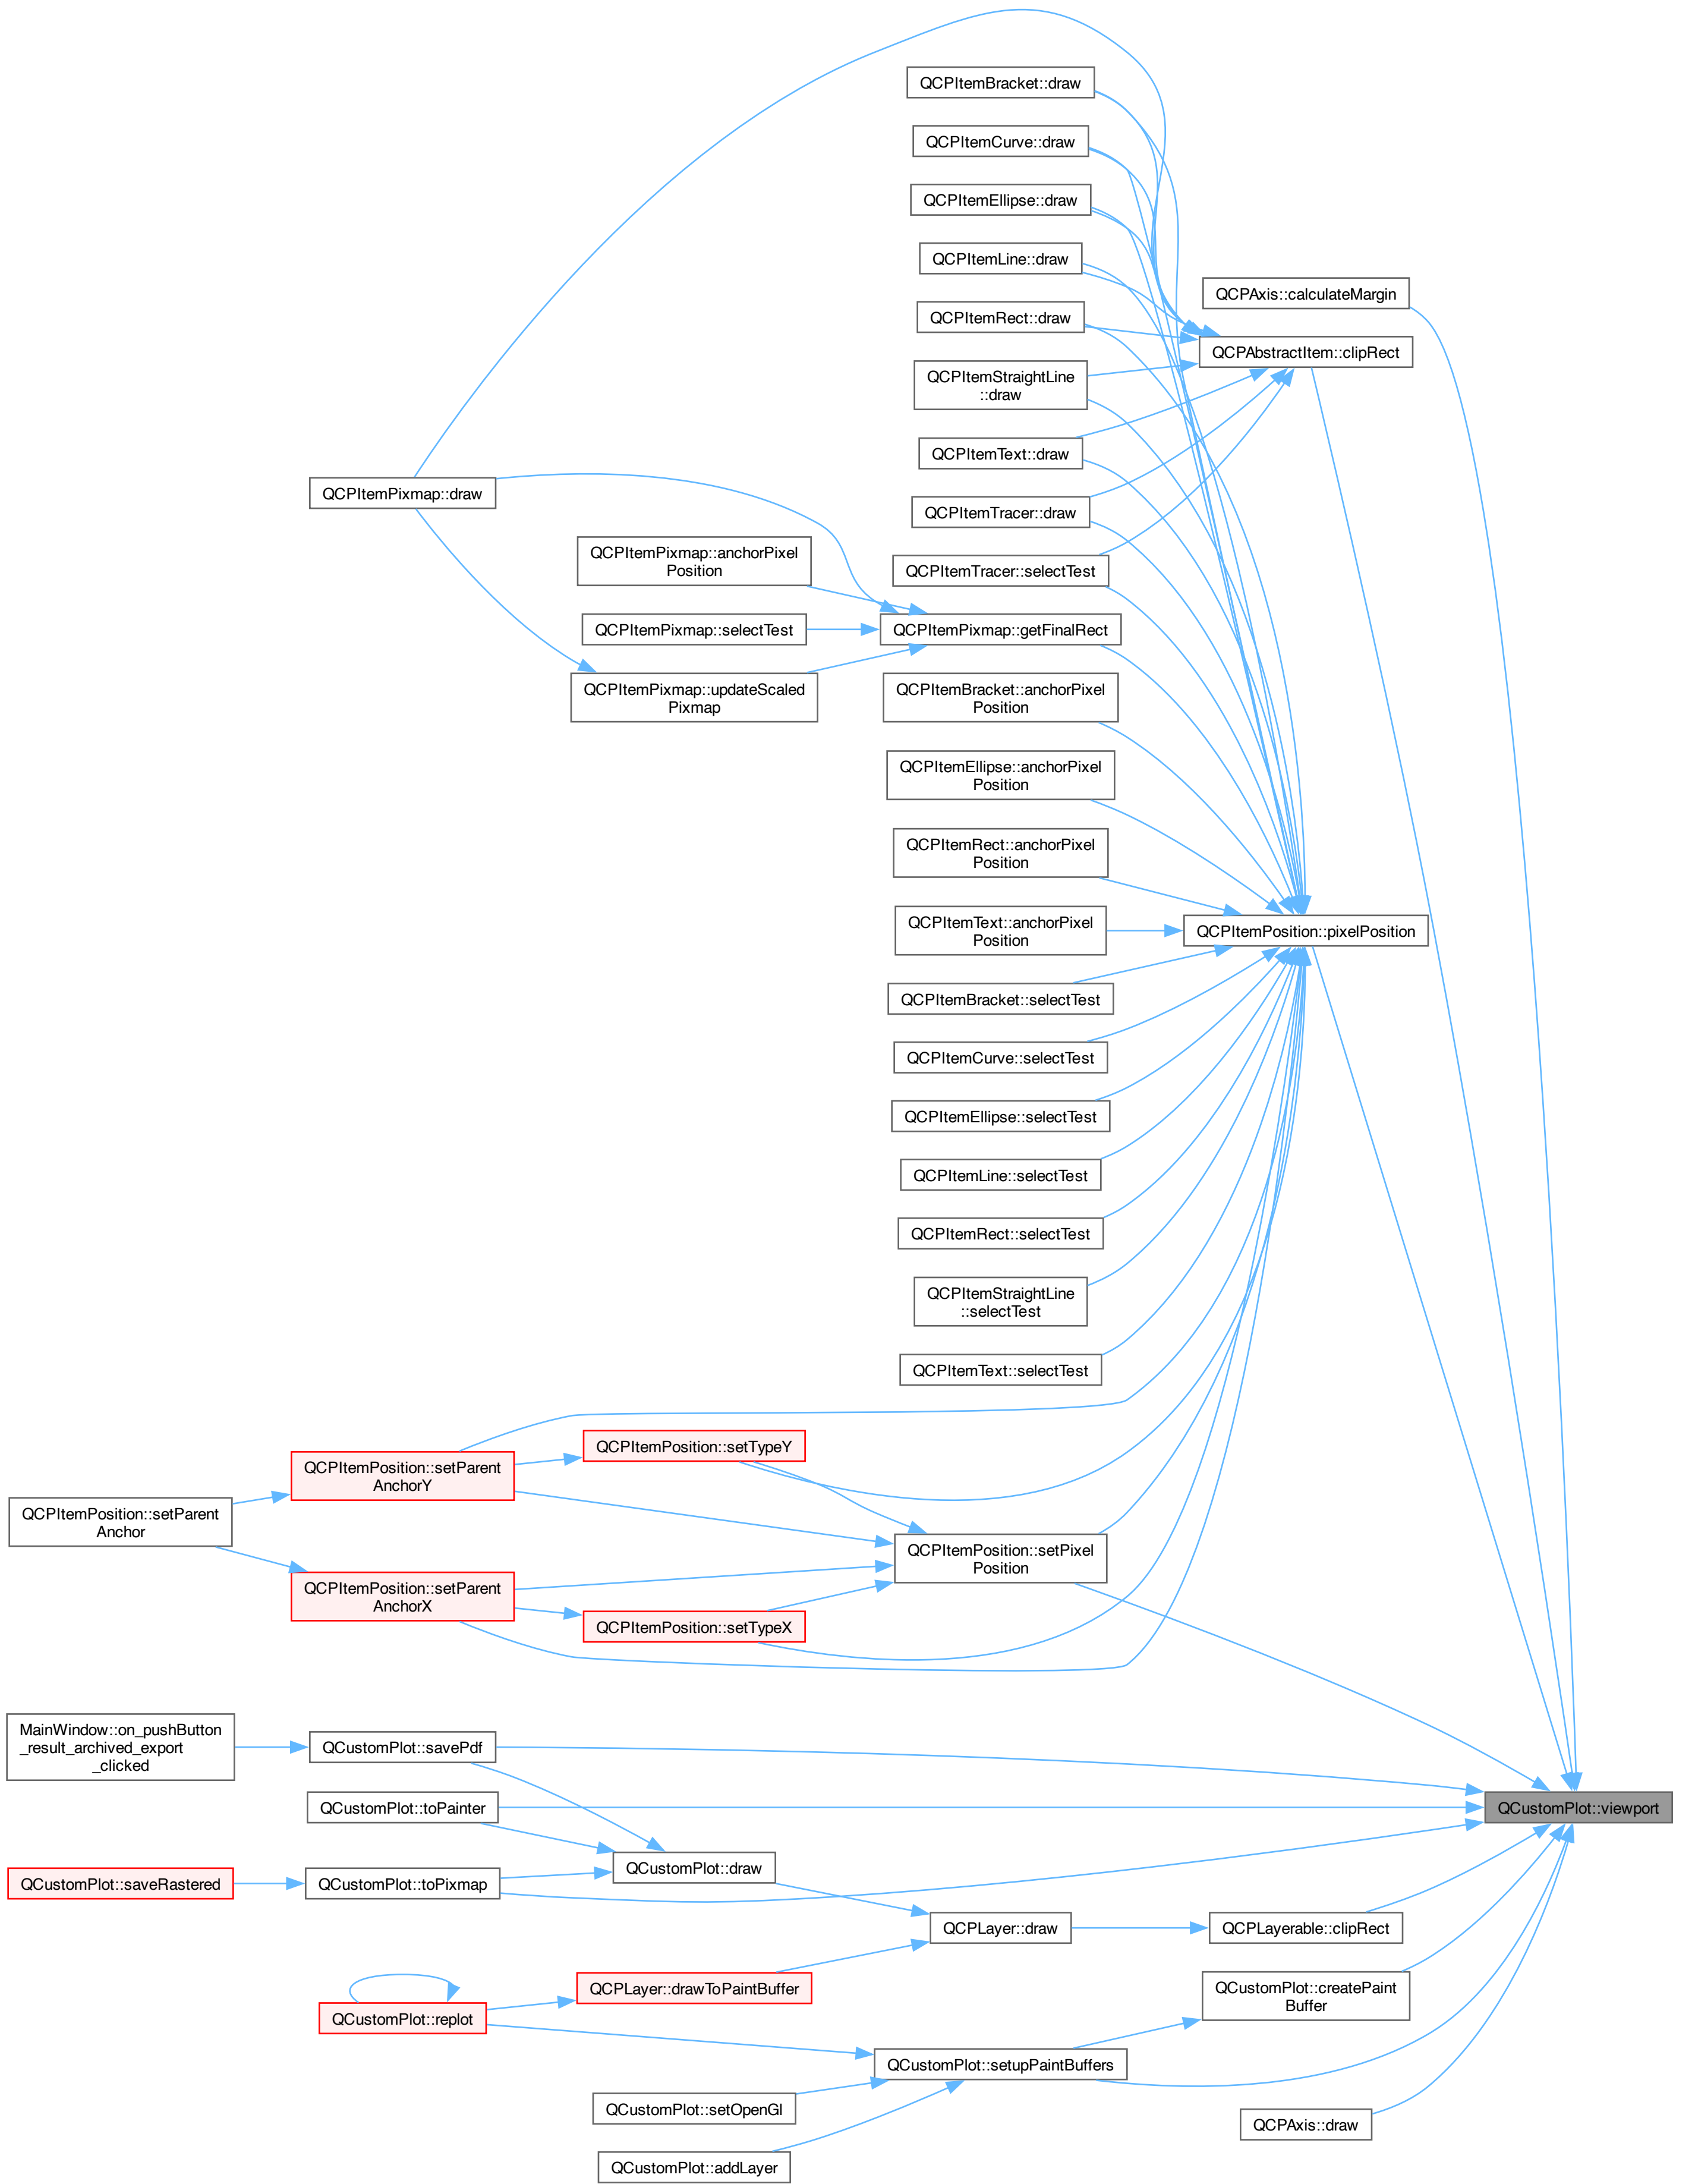 QCPItemBracket::draw
QCPItemCurve::draw
QCPItemEllipse::draw
QCPItemLine::draw
QCPAxis::calculateMargin
QCPItemRect::draw
QCPAbstractItem::clipRect
QCPItemStraightLine
::draw
QCPItemText::draw
QCPItemPixmap::draw
QCPItemTracer::draw
QCPItemPixmap::anchorPixel
Position
QCPItemTracer::selectTest
QCPItemPixmap::selectTest
QCPItemPixmap::getFinalRect
QCPItemPixmap::updateScaled
Pixmap
QCPItemBracket::anchorPixel
Position
QCPItemEllipse::anchorPixel
Position
QCPItemRect::anchorPixel
Position
QCPItemText::anchorPixel
Position
QCPItemPosition::pixelPosition
QCPItemBracket::selectTest
QCPItemCurve::selectTest
QCPItemEllipse::selectTest
QCPItemLine::selectTest
QCPItemRect::selectTest
QCPItemStraightLine
::selectTest
QCPItemText::selectTest
QCPItemPosition::setTypeY
QCPItemPosition::setParent
AnchorY
QCPItemPosition::setParent
Anchor
QCPItemPosition::setPixel
Position
QCPItemPosition::setParent
AnchorX
QCPItemPosition::setTypeX
MainWindow::on_pushButton
_result_archived_export
_clicked
QCustomPlot::savePdf
QCustomPlot::toPainter
QCustomPlot::viewport
QCustomPlot::draw
QCustomPlot::saveRastered
QCustomPlot::toPixmap
QCPLayer::draw
QCPLayerable::clipRect
QCPLayer::drawToPaintBuffer
QCustomPlot::createPaint
Buffer
QCustomPlot::replot
QCustomPlot::setupPaintBuffers
QCustomPlot::setOpenGl
QCPAxis::draw
QCustomPlot::addLayer